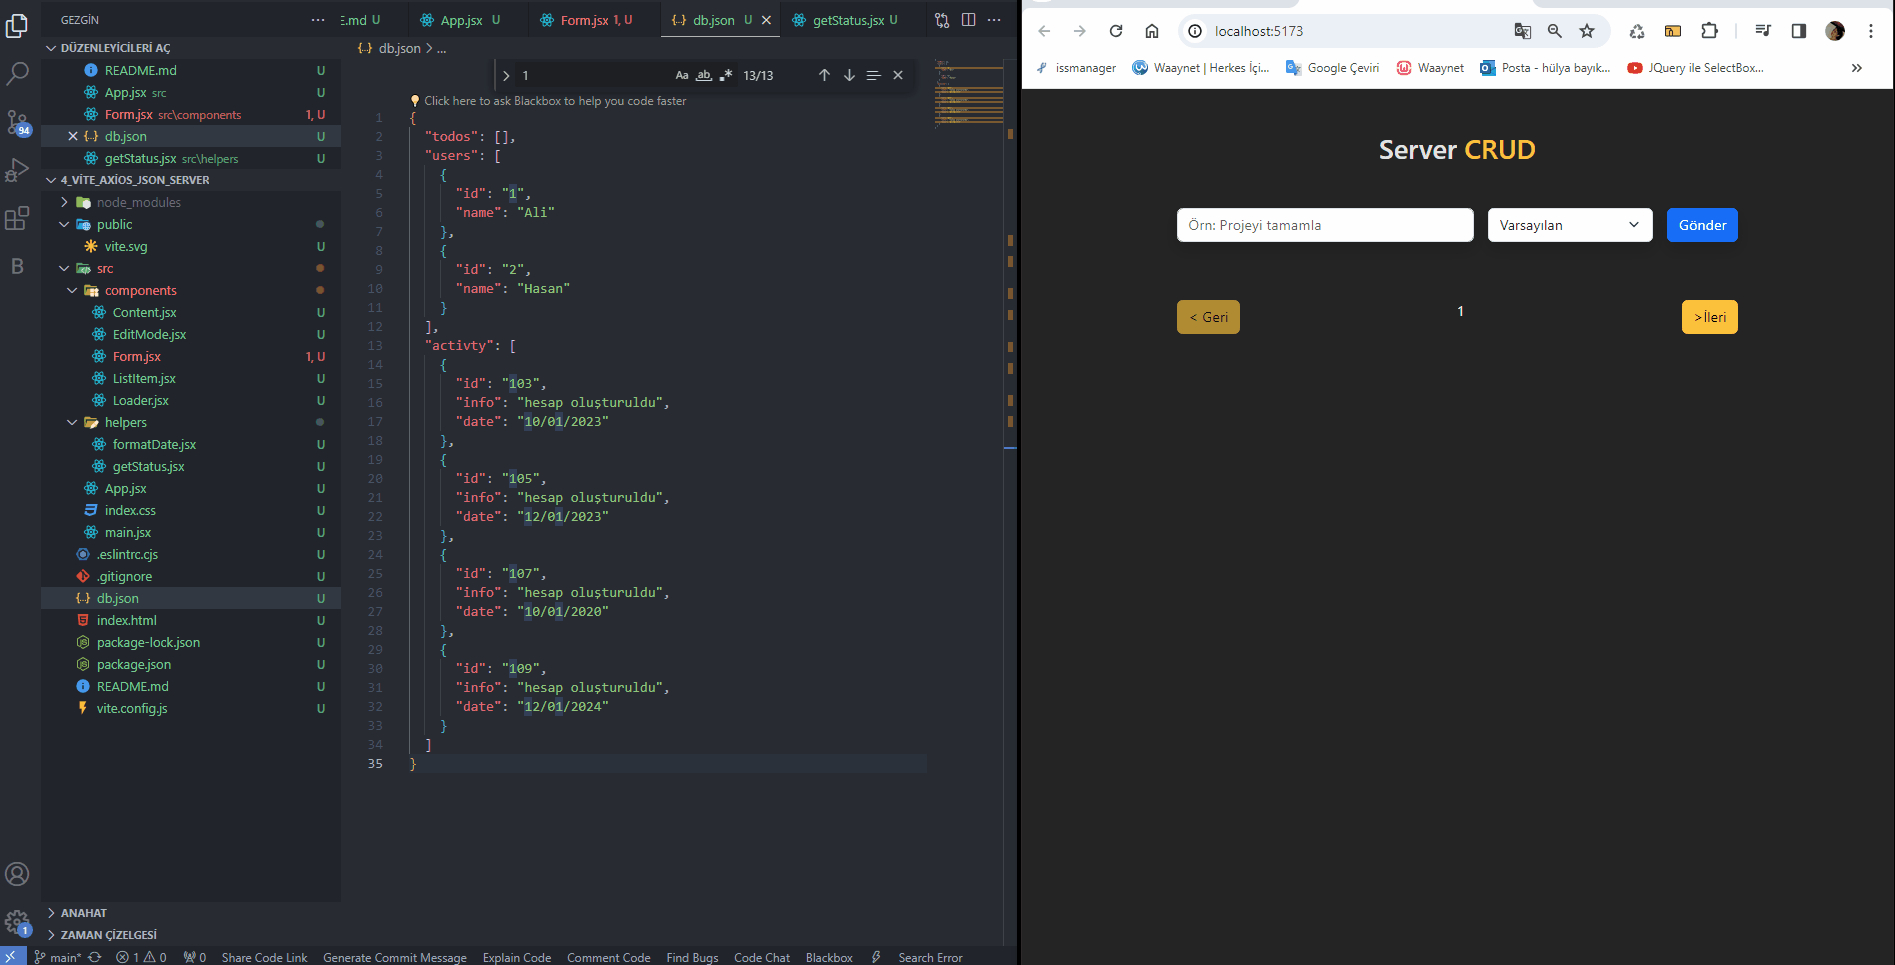 GEZGİN
DÜZENLEYİCİLERİ AÇ
README.md U
App.jsx src U
Form.jsx src\components 1, U
db.json U
getStatus.jsx src\helpers U
4_VİTE_AXİOS_JSON_SERVER
node_modules
public
vite.svg U
src
components
Content.jsx U
EditMode.jsx U
Form.jsx 1, U
ListItem.jsx U
Loader.jsx U
helpers
formatDate.jsx U
getStatus.jsx U
App.jsx U
index.css U
main.jsx U
.eslintrc.cjs U
.gitignore U
db.json U
index.html U
package-lock.json U
package.json U
README.md U
vite.config.js U
ANAHAT
ZAMAN ÇİZELGESİ
94
B
1
E.md U App.jsx U Form.jsx 1, U db.json U getStatus.jsx U
db.json > ...
1 Aa ab 13/13
Click here to ask Blackbox to help you code faster
1 {
2 "todos": [],
3 "users": [
4 {
5 "id": "1",
6 "name": "Ali"
7 },
8 {
9 "id": "2",
10 "name": "Hasan"
11 }
12 ],
13 "activty": [
14 {
15 "id": "103",
16 "info": "hesap oluşturuldu",
17 "date": "10/01/2023"
18 },
19 {
20 "id": "105",
21 "info": "hesap oluşturuldu",
22 "date": "12/01/2023"
23 },
24 {
25 "id": "107",
26 "info": "hesap oluşturuldu",
27 "date": "10/01/2020"
28 },
29 {
30 "id": "109",
31 "info": "hesap oluşturuldu",
32 "date": "12/01/2024"
33 }
34 ]
35 }
main* 1 0 0 Share Code Link Generate Commit Message Explain Code Comment Code Find Bugs Code Chat Blackbox Search Error
localhost:5173
issmanager Waaynet | Herkes İçi... Google Çeviri Waaynet Posta - hülya bayık... JQuery ile SelectBox...
Server CRUD
Örn: Projeyi tamamla Varsayılan Gönder
< Geri 1 >İleri